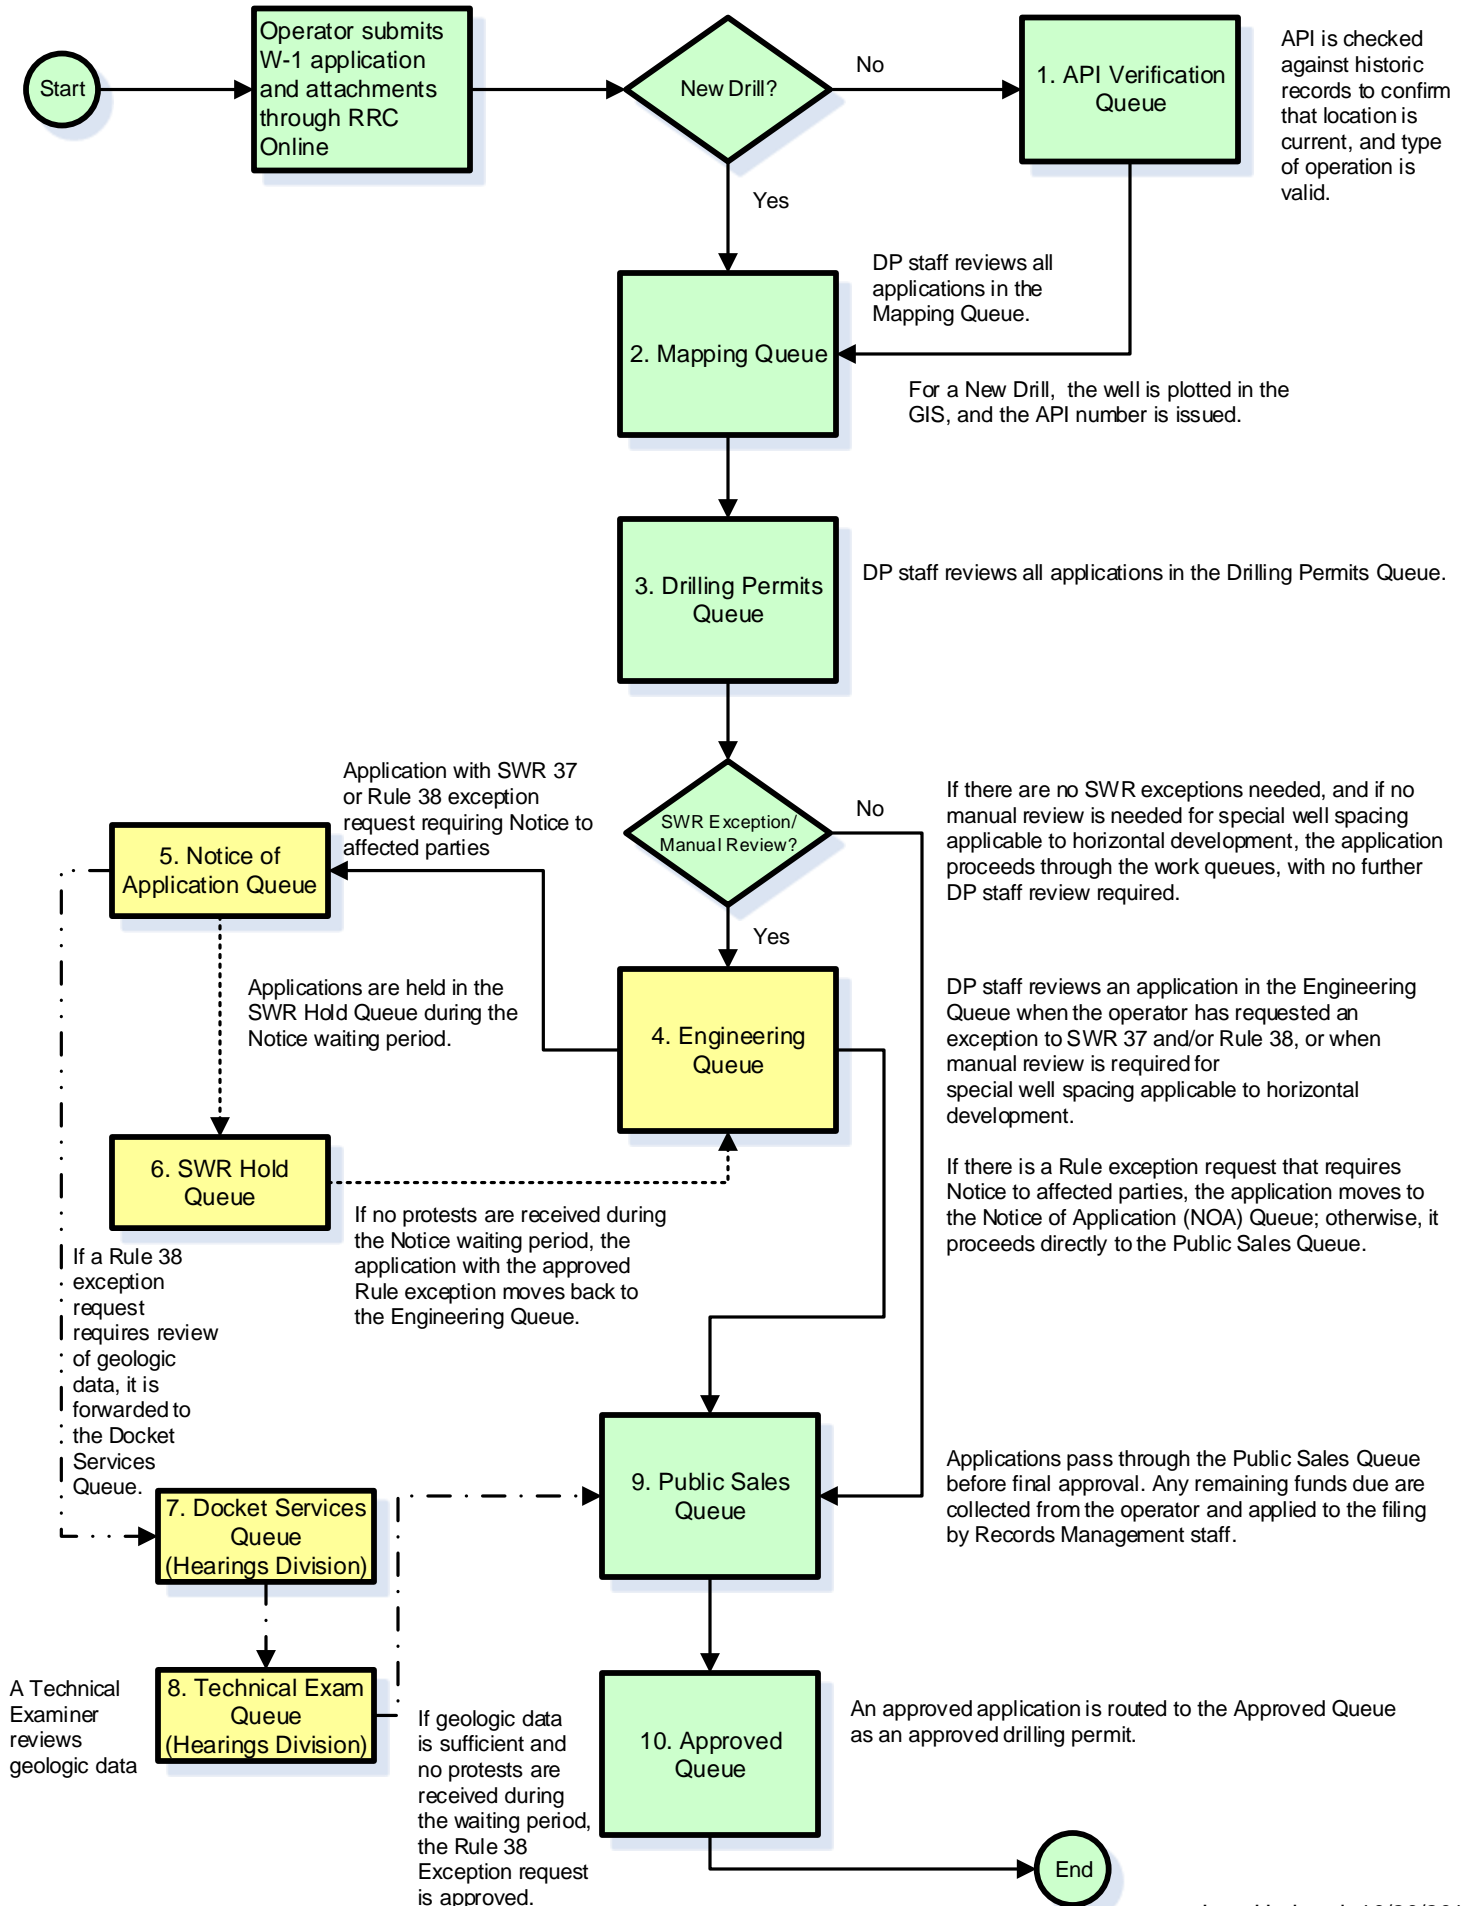 Start
Operator submits
W-1 application
and attachments
through RRC
Online
New Drill?
No
Yes
1. API Verification
Queue
API is checked
against historic
records to confirm
that location is
current, and type
of operation is
valid.
DP staff reviews all
applications in the
Mapping Queue.
2. Mapping Queue
For a New Drill, the well is plotted in the
GIS, and the API number is issued.
3. Drilling Permits
Queue
DP staff reviews all applications in the Drilling Permits Queue.
Application with SWR 37
or Rule 38 exception
request requiring Notice to
affected parties
SWR Exception/
Manual Review?
No
Yes
If there are no SWR exceptions needed, and if no
manual review is needed for special well spacing
applicable to horizontal development, the application
proceeds through the work queues, with no further
DP staff review required.
5. Notice of
Application Queue
Applications are held in the
SWR Hold Queue during the
Notice waiting period.
4. Engineering
Queue
DP staff reviews an application in the Engineering
Queue when the operator has requested an
exception to SWR 37 and/or Rule 38, or when
manual review is required for
special well spacing applicable to horizontal
development.
If there is a Rule exception request that requires
Notice to affected parties, the application moves to
the Notice of Application (NOA) Queue; otherwise, it
proceeds directly to the Public Sales Queue.
6. SWR Hold
Queue
If no protests are received during
the Notice waiting period, the
application with the approved
Rule exception moves back to
the Engineering Queue.
If a Rule 38
exception
request
requires review
of geologic
data, it is
forwarded to
the Docket
Services
Queue.
7. Docket Services
Queue
(Hearings Division)
9. Public Sales
Queue
Applications pass through the Public Sales Queue
before final approval. Any remaining funds due are
collected from the operator and applied to the filing
by Records Management staff.
A Technical
Examiner
reviews
geologic data
8. Technical Exam
Queue
(Hearings Division)
If geologic data
is sufficient and
no protests are
received during
the waiting period,
the Rule 38
Exception request
is approved.
10. Approved
Queue
An approved application is routed to the Approved Queue
as an approved drilling permit.
End